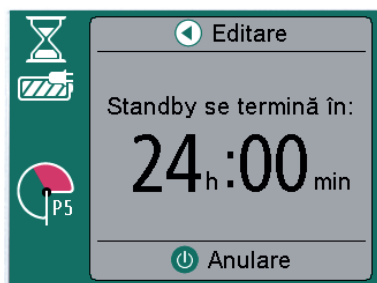 Editare
Standby se termină în:
24h:00min
P5
Anulare